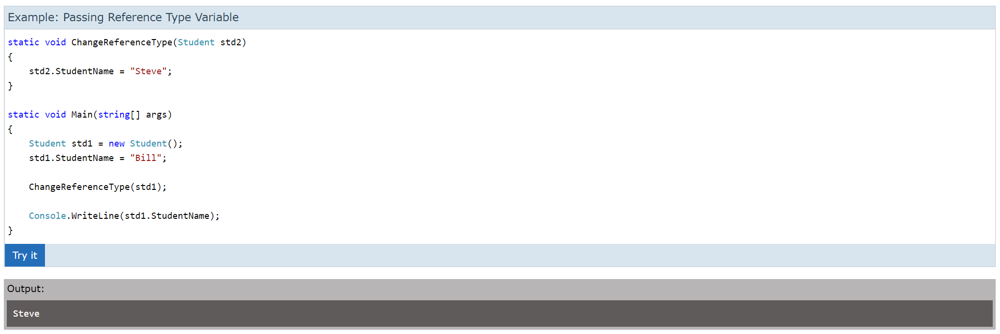 Example: Passing Reference Type Variable
static void ChangeReferenceType(Student std2)
{
    std2.StudentName = "Steve";
}

static void Main(string[] args)
{
    Student std1 = new Student();
    std1.StudentName = "Bill";

    ChangeReferenceType(std1);

    Console.WriteLine(std1.StudentName);
}
Try it
Output:
Steve